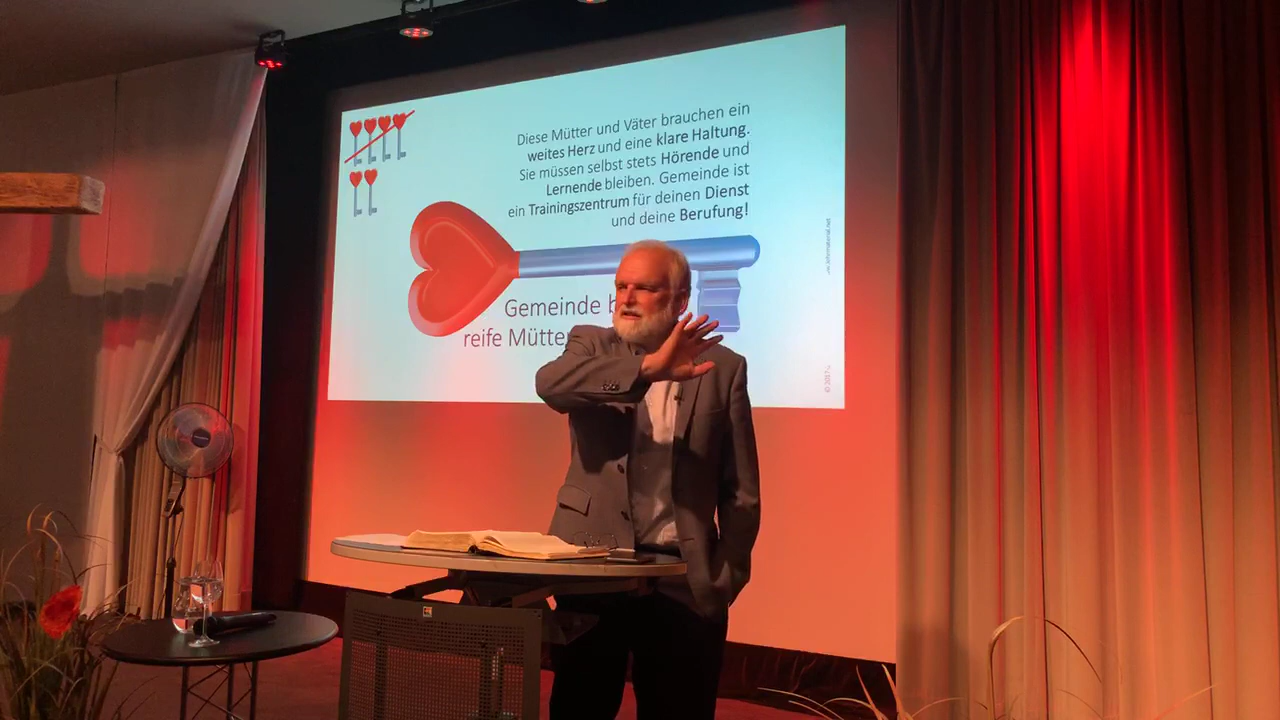 Diese Mütter und Väter brauchen ein
weites Herz und eine klare Haltung.
Sie müssen selbst stets Hörende und
Lernende bleiben. Gemeinde ist
ein Trainingszentrum für deinen Dienst
und deine Berufung!
Gemeinde
reife Mütte
© 2017